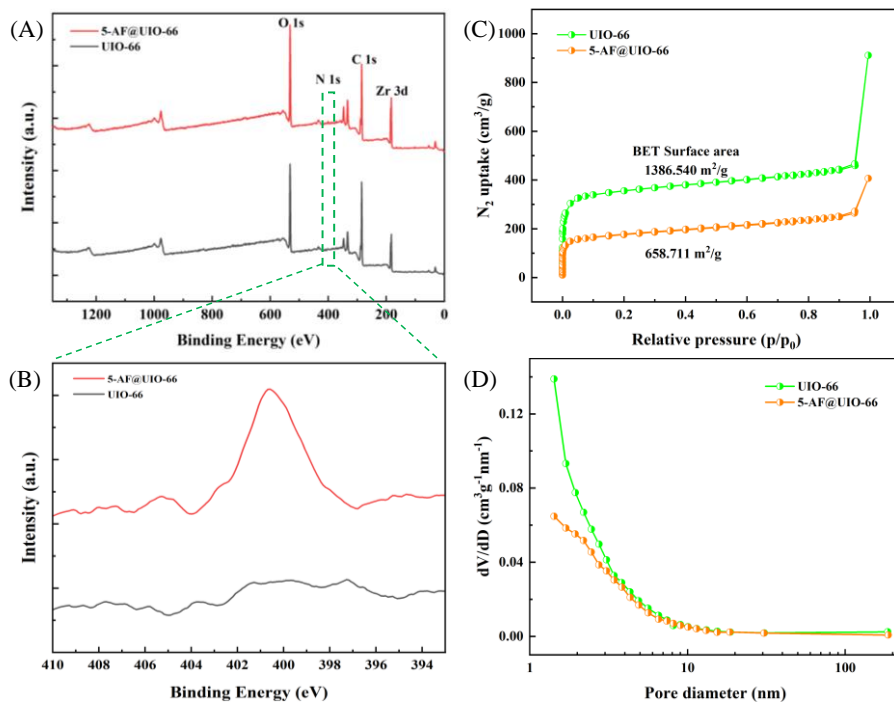 (A)
5-AF@UIO-66
UIO-66
O 1s
N 1s
C 1s
Zr 3d
Intensity (a.u.)
1200 1000 800 600 400 200 0
Binding Energy (eV)
(C)
UIO-66
5-AF@UIO-66
1000
800
600
400
200
0
N2 uptake (cm3/g)
BET Surface area
1386.540 m2/g
658.711 m2/g
0.0 0.2 0.4 0.6 0.8 1.0
Relative pressure (p/p0)
(B)
5-AF@UIO-66
UIO-66
Intensity (a.u.)
410 408 406 404 402 400 398 396 394
Binding Energy (eV)
(D)
UIO-66
5-AF@UIO-66
0.12
0.08
0.04
0.00
dV/dD (cm3g-1nm-1)
1 10 100
Pore diameter (nm)